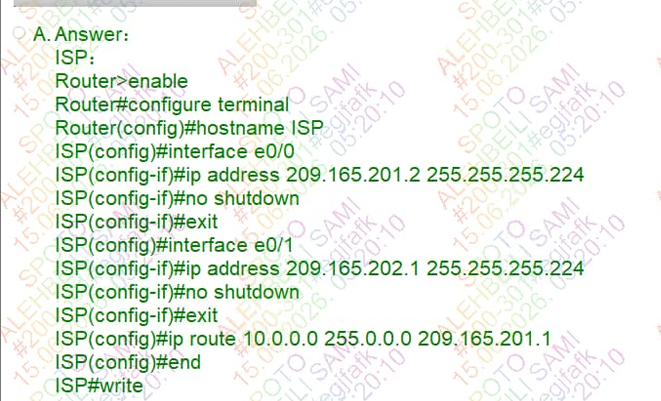 A. Answer:
ISP:
Router>enable
Router#configure terminal
Router(config)#hostname ISP
ISP(config)#interface e0/0
ISP(config-if)#ip address 209.165.201.2 255.255.255.224
ISP(config-if)#no shutdown
ISP(config-if)#exit
ISP(config)#interface e0/1
ISP(config-if)#ip address 209.165.202.1 255.255.255.224
ISP(config-if)#no shutdown
ISP(config-if)#exit
ISP(config)#ip route 10.0.0.0 255.0.0.0 209.165.201.1
ISP(config)#end
ISP#write